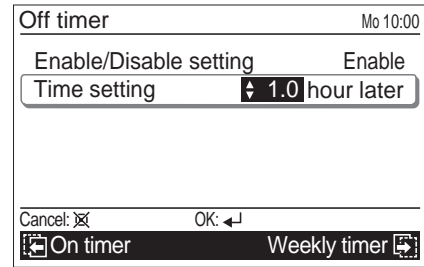 Off timer Mo 10:00
Enable/Disable setting Enable
Time setting 1.0 hour later
Cancel: OK:
On timer Weekly timer